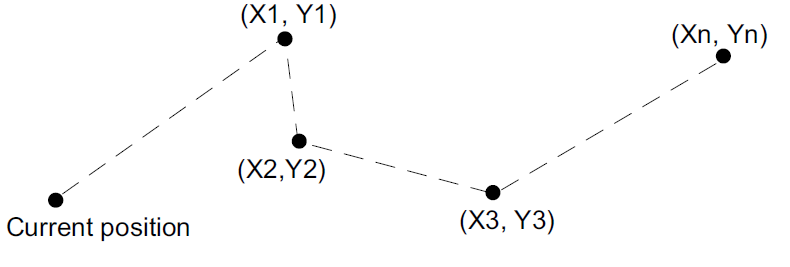 (X1, Y1)
(Xn, Yn)
(X2,Y2)
(X3, Y3)
Current position